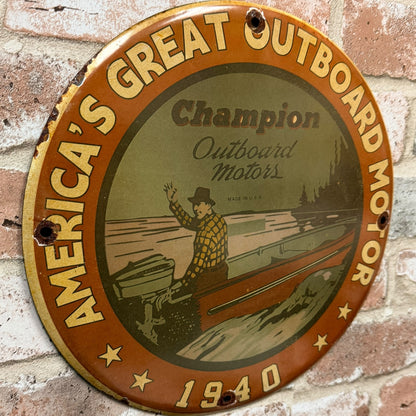 AMERICA'S GREAT OUTBOARD MOTOR
Champion
Outboard
Motors
MADE IN U.S.A.
1940